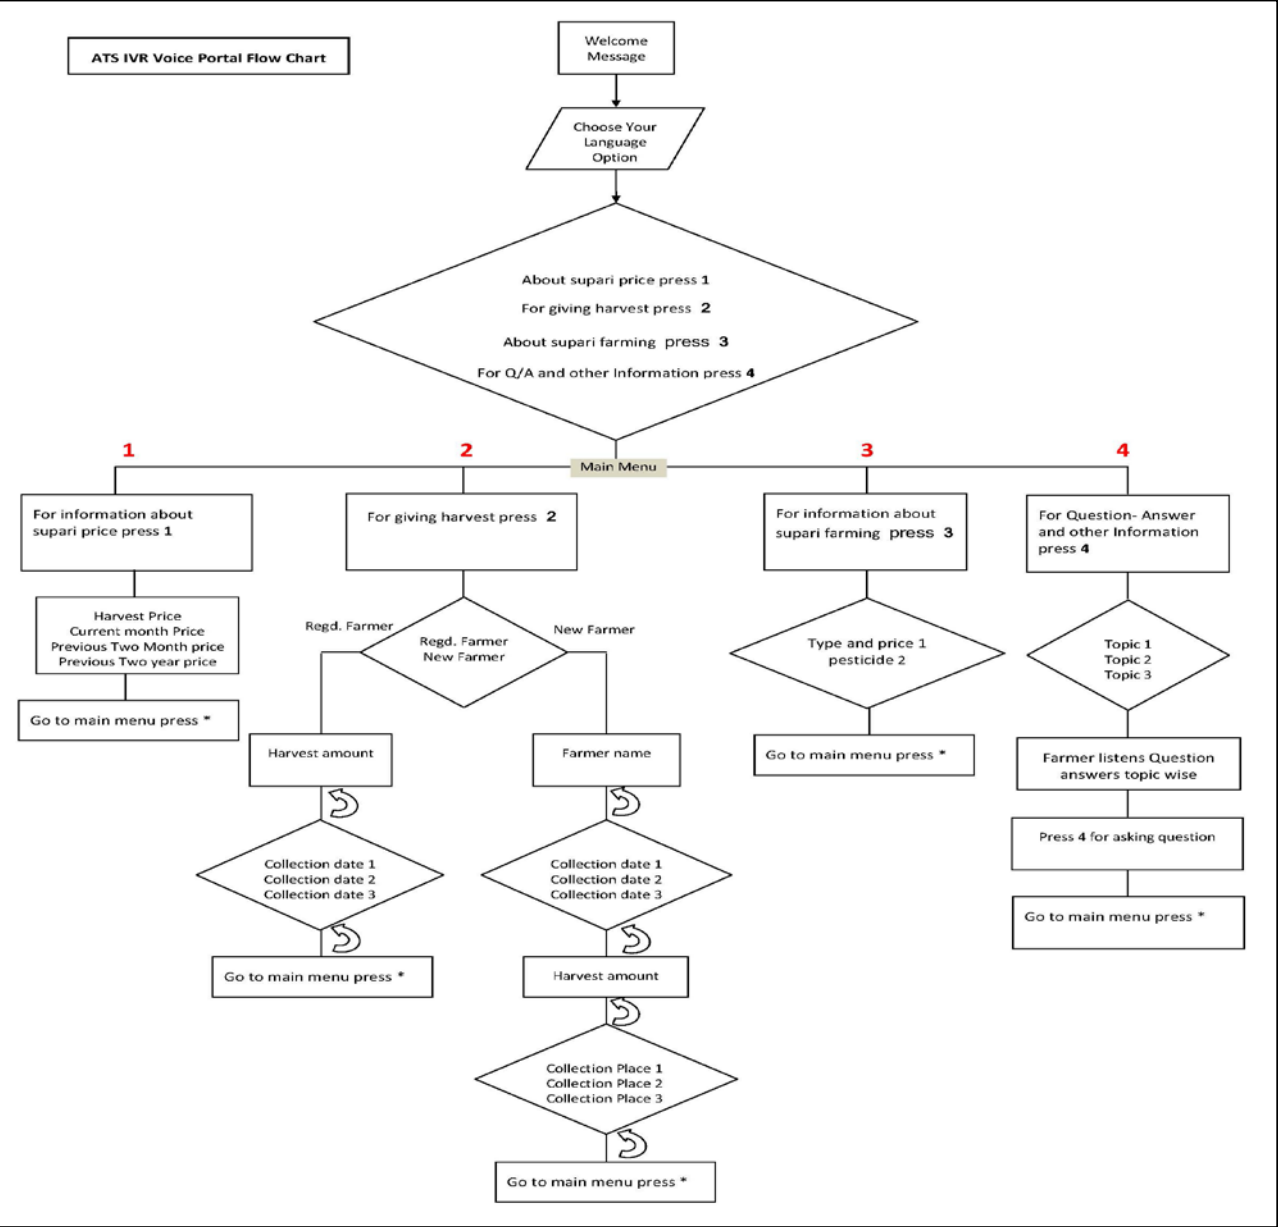 ATS IVR Voice Portal Flow Chart
Welcome
Message
Choose Your
Language
Option
About supari price press 1
For giving harvest press 2
About supari farming press 3
For Q/A and other Information press 4
Main Menu
1
2
3
4
For information about
supari price press 1
Harvest Price
Current month Price
Previous Two Month price
Previous Two year price
Go to main menu press *
For giving harvest press 2
Regd. Farmer
New Farmer
Regd. Farmer
New Farmer
Harvest amount
Collection date 1
Collection date 2
Collection date 3
Go to main menu press *
Farmer name
Collection date 1
Collection date 2
Collection date 3
Harvest amount
Collection Place 1
Collection Place 2
Collection Place 3
Go to main menu press *
For information about
supari farming press 3
Type and price 1
pesticide 2
Go to main menu press *
For Question- Answer
and other Information
press 4
Topic 1
Topic 2
Topic 3
Farmer listens Question
answers topic wise
Press 4 for asking question
Go to main menu press *